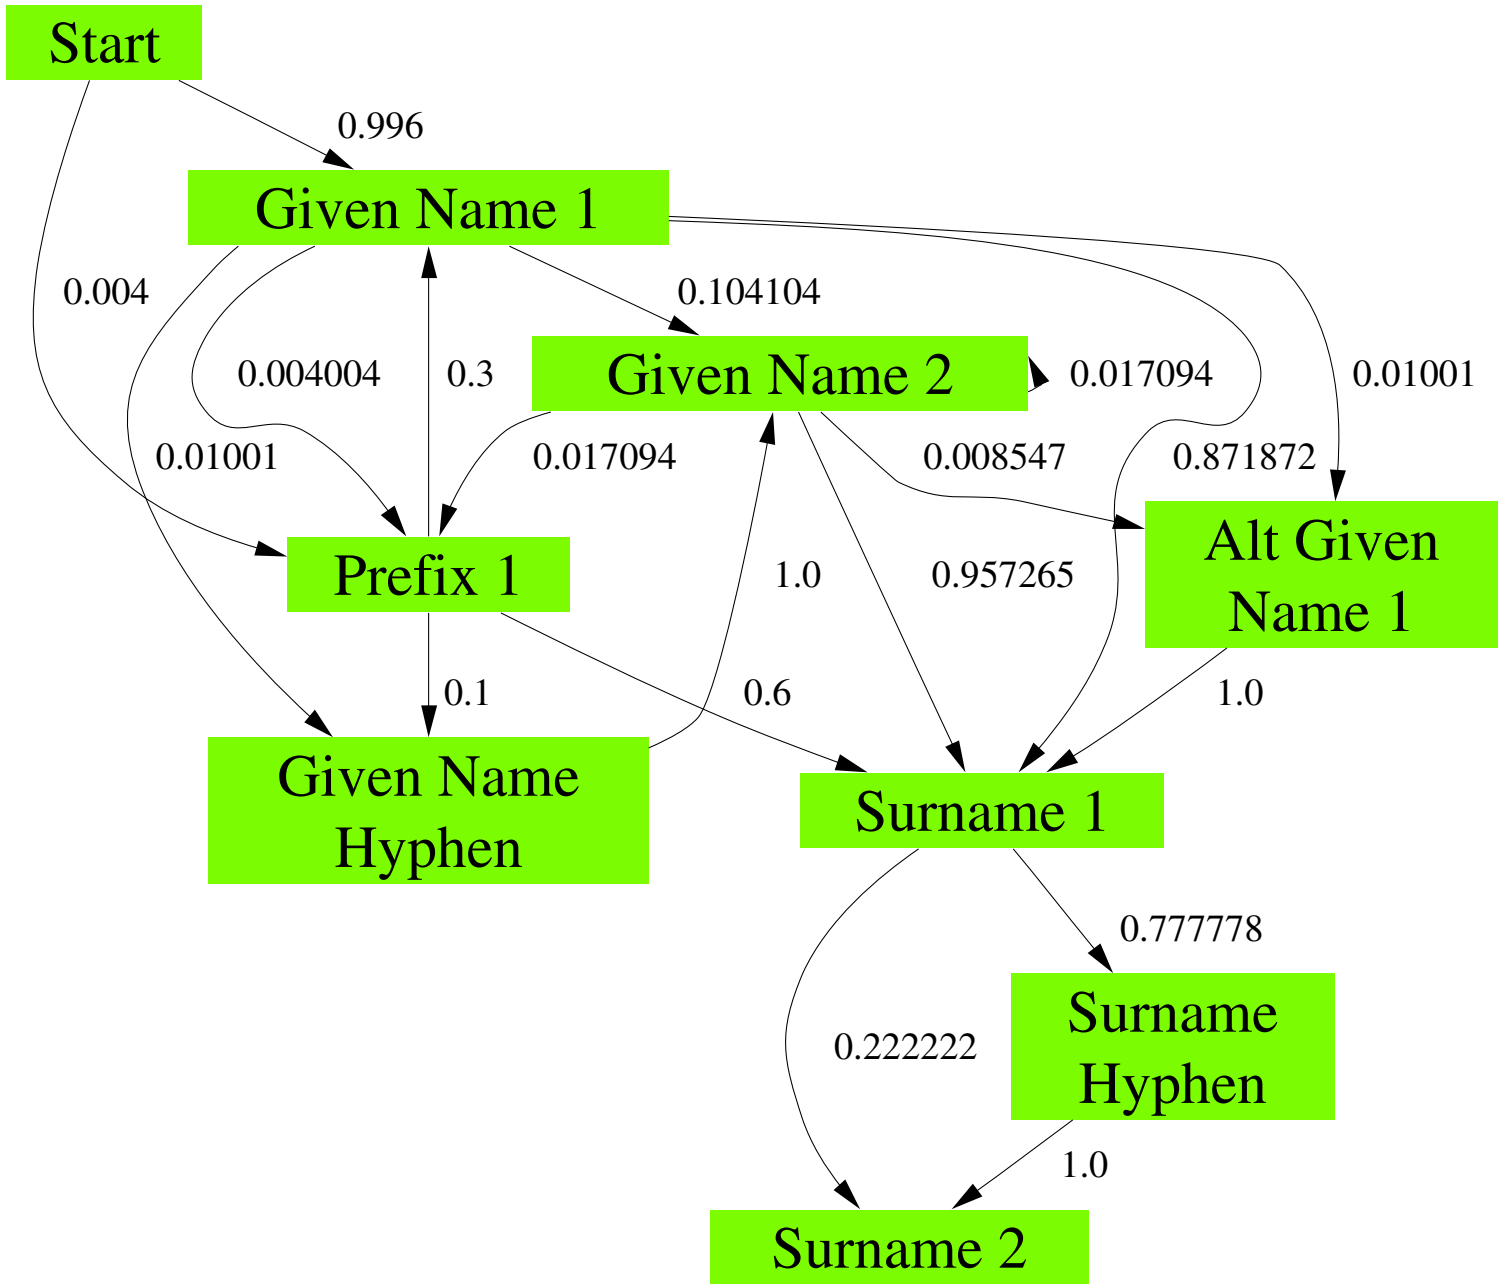 Start
0.996
Given Name 1
0.004
0.104104
0.004004
0.3
Given Name 2
0.017094
0.01001
0.01001
0.017094
0.008547
0.871872
Alt Given
Name 1
Prefix 1
1.0
0.957265
0.1
0.6
1.0
Given Name
Hyphen
Surname 1
0.777778
Surname
Hyphen
0.222222
1.0
Surname 2